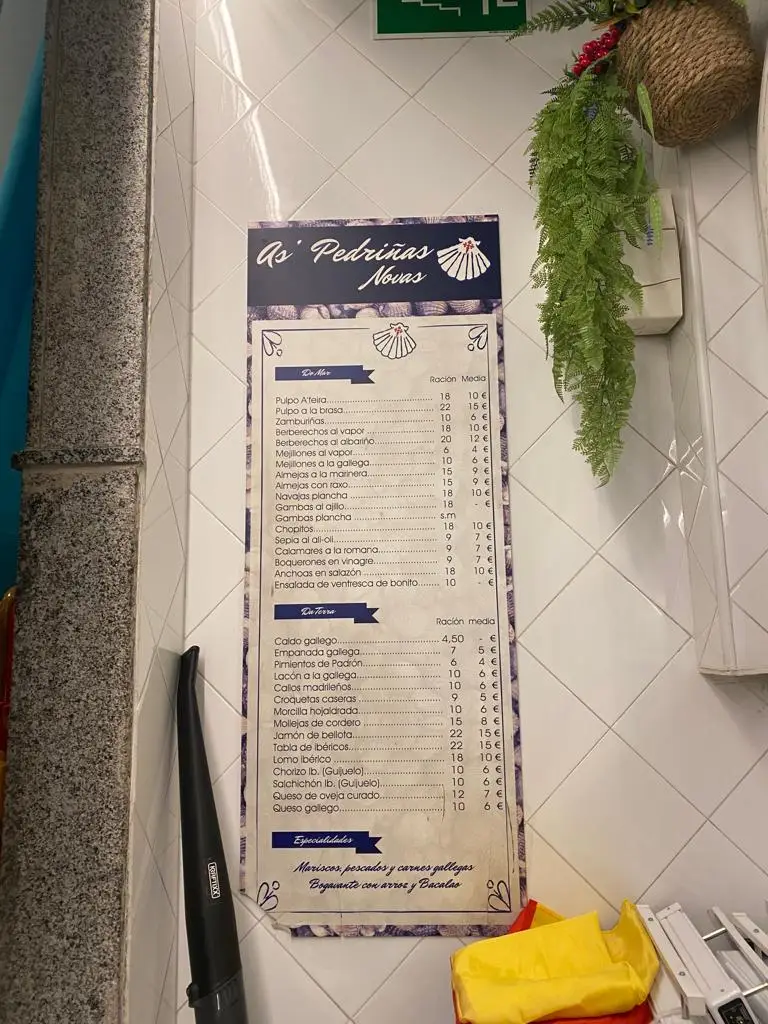 As' Pedriñas
Novas
Do Mar
Ración Media
Pulpo A'feira........ 18 10 €
Pulpo a la brasa........ 22 15 €
Zamburiñas........ 10 6 €
Berberechos al vapor........ 18 10 €
Berberechos al albariño........ 20 12 €
Mejillones al vapor........ 6 4 €
Mejillones a la gallega........ 10 6 €
Almejas a la marinera........ 15 9 €
Almejas con raxo........ 15 9 €
Navajas plancha........ 18 10 €
Gambas al ajillo........ 18 - €
Gambas plancha........ s.m
Chopitos........ 18 10 €
Sepia al ali-oli........ 9 7 €
Calamares a la romana........ 9 7 €
Boquerones en vinagre........ 9 7 €
Anchoas en salazón........ 18 10 €
Ensalada de ventresca de bonito........ 10 - €
Da Terra
Ración media
Caldo gallego........ 4,50 - €
Empanada gallega........ 7 5 €
Pimientos de Padrón........ 6 4 €
Lacón a la gallega........ 10 6 €
Callos madrileños........ 10 6 €
Croquetas caseras........ 9 5 €
Morcilla hojaldrada........ 10 6 €
Mollejas de cordero........ 15 8 €
Jamón de bellota........ 22 15 €
Tabla de ibéricos........ 22 15 €
Lomo ibérico........ 18 10 €
Chorizo Ib. (Guijuelo)........ 10 6 €
Salchichón Ib. (Guijuelo)........ 10 6 €
Queso de oveja curado........ 12 7 €
Queso gallego........ 10 6 €
Especialidades
Mariscos, pescados y carnes gallegas
Bogavante con arroz y Bacalao